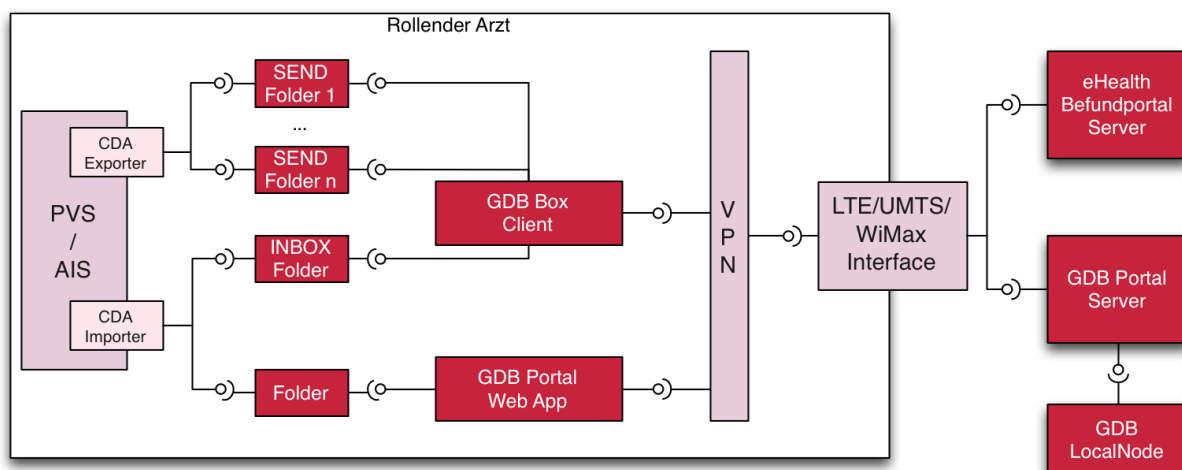 Rollender Arzt
SEND
Folder 1
...
SEND
Folder n
CDA
Exporter
PVS
/
AIS
CDA
Importer
INBOX
Folder
Folder
GDB Box
Client
GDB Portal
Web App
V
P
N
LTE/UMTS/
WiMax
Interface
eHealth
Befundportal
Server
GDB Portal
Server
GDB
LocalNode